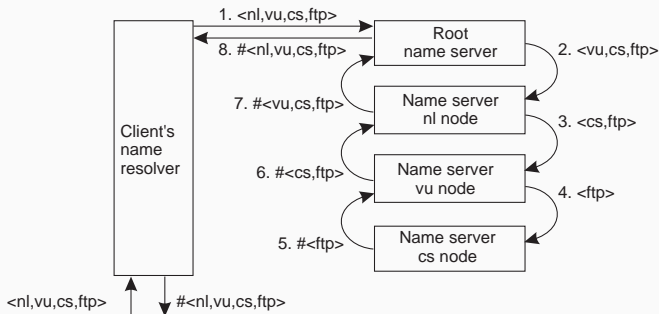 1. <nl,vu,cs,ftp>
8. #<nl,vu,cs,ftp>
Root
name server
2. <vu,cs,ftp>
7. #<vu,cs,ftp>
Name server
nl node
3. <cs,ftp>
Client's
name
resolver
6. #<cs,ftp>
Name server
vu node
4. <ftp>
5. #<ftp>
Name server
cs node
<nl,vu,cs,ftp>
#<nl,vu,cs,ftp>